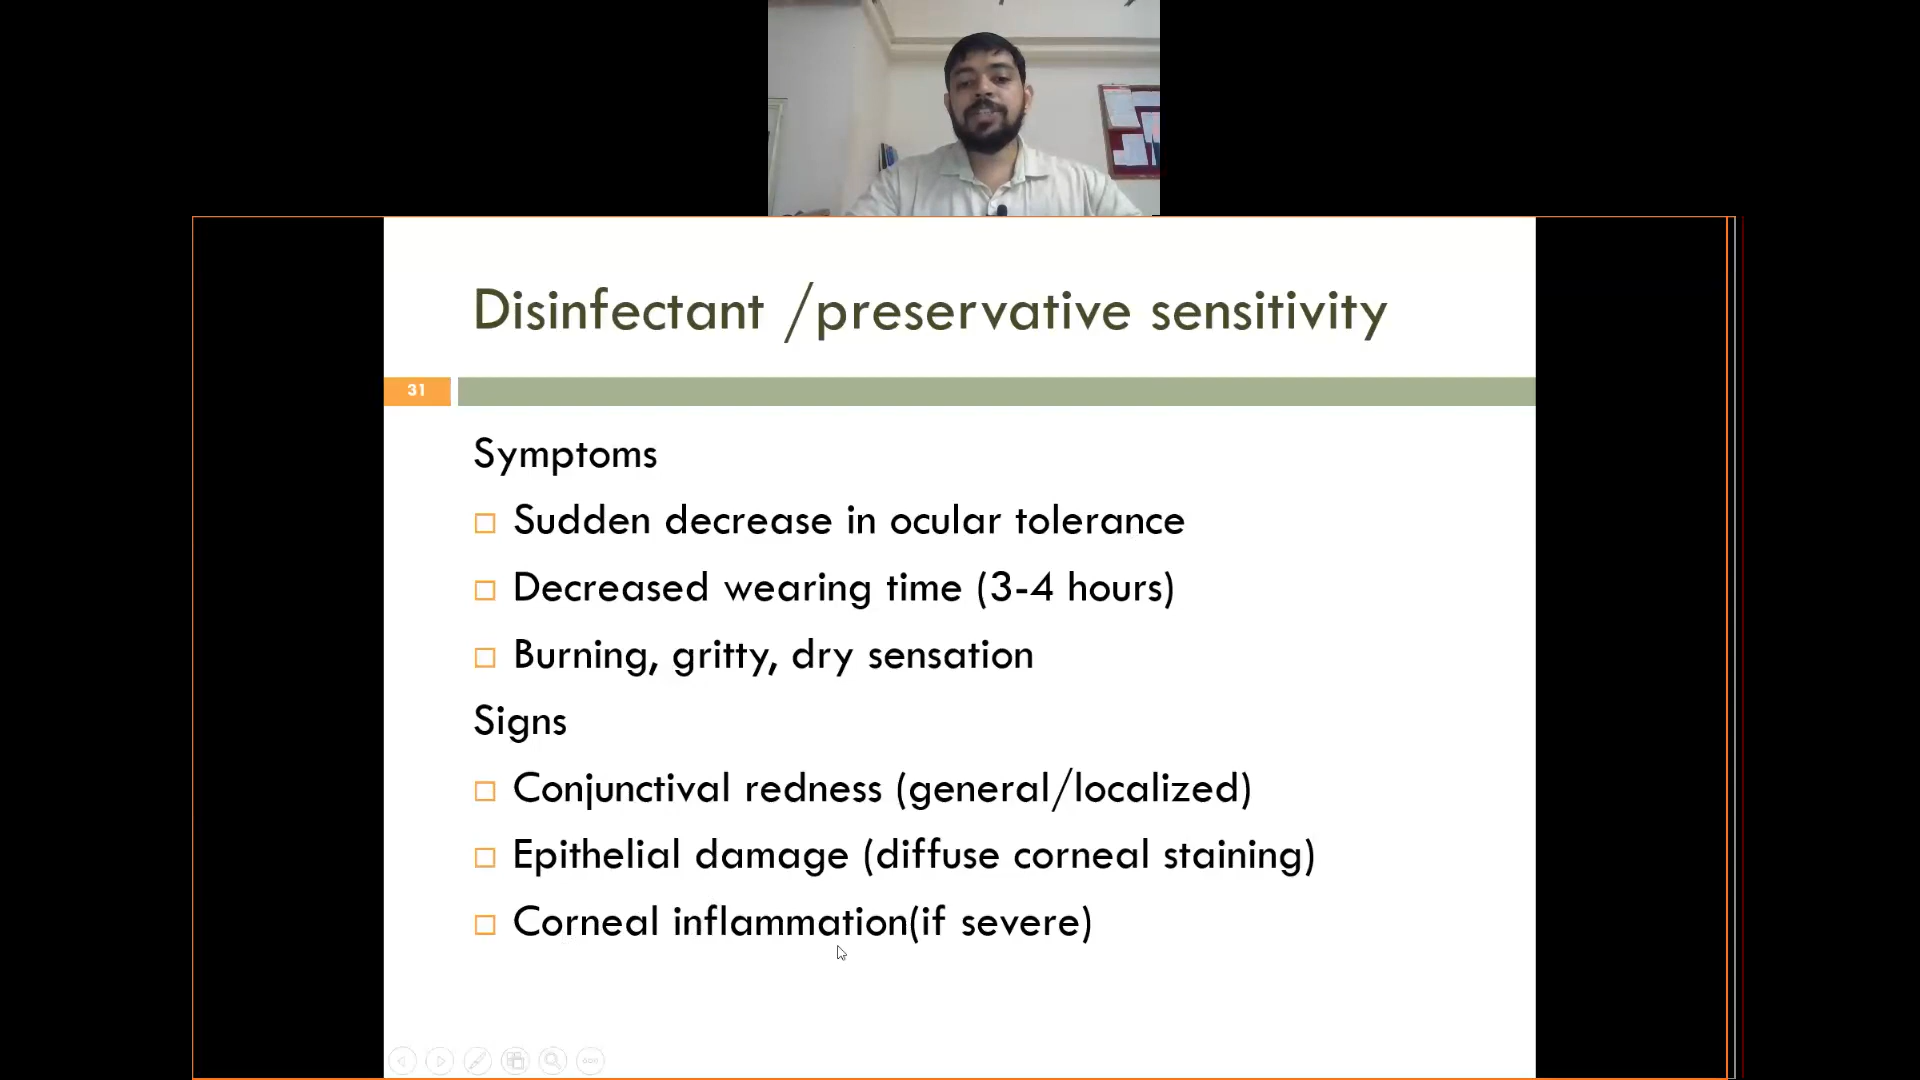 Disinfectant /preservative sensitivity
31
Symptoms
Sudden decrease in ocular tolerance
Decreased wearing time (3-4 hours)
Burning, gritty, dry sensation
Signs
Conjunctival redness (general/localized)
Epithelial damage (diffuse corneal staining)
Corneal inflammation(if severe)